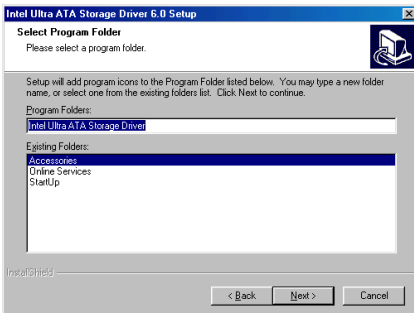 Intel Ultra ATA Storage Driver 6.0 Setup
Select Program Folder
Please select a program folder.
Setup will add program icons to the Program Folder listed below. You may type a new folder
name, or select one from the existing folders list. Click Next to continue.
Program Folders:
Intel Ultra ATA Storage Driver
Existing Folders:
Accessories
Online Services
StartUp
InstallShield
< Back
Next >
Cancel